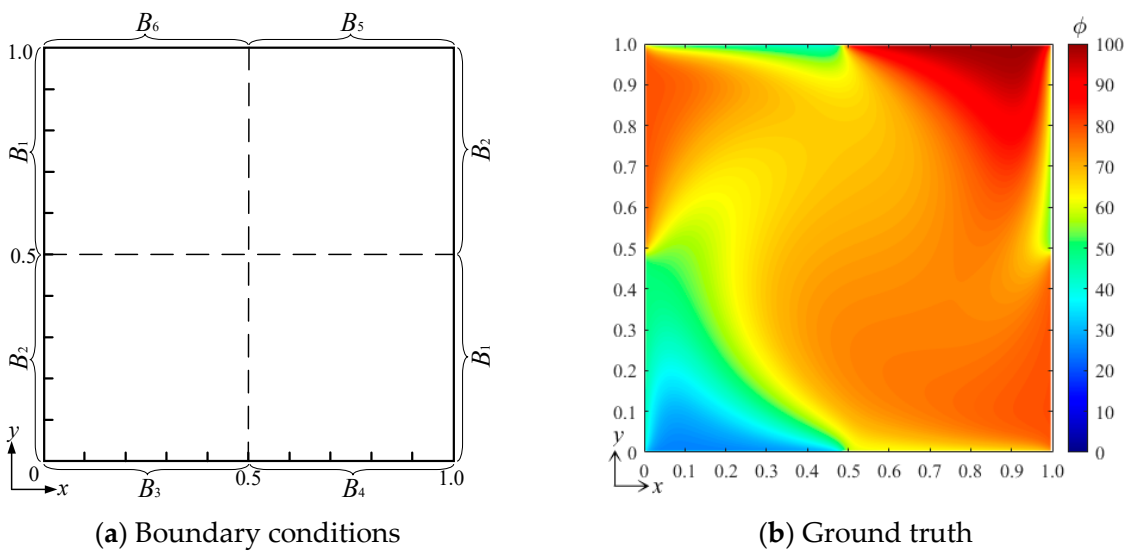 B6 B5
1.0
B1
B2
0.5
B2
B1
y
0 x 0.5 1.0
B3 B4
(a) Boundary conditions
ϕ
1.0
0.9
0.8
0.7
0.6
0.5
0.4
0.3
0.2
0.1
0
y
x
0 0.1 0.2 0.3 0.4 0.5 0.6 0.7 0.8 0.9 1.0
100
90
80
70
60
50
40
30
20
10
0
(b) Ground truth